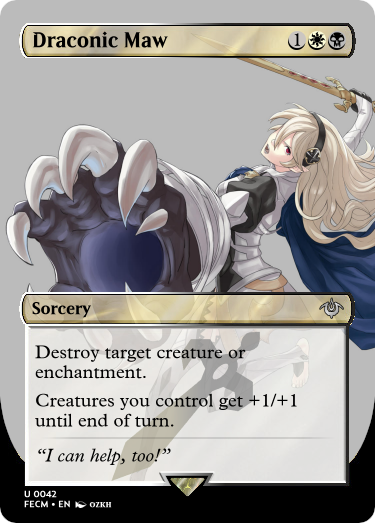 Draconic Maw 1
Sorcery
Destroy target creature or
enchantment.
Creatures you control get +1/+1
until end of turn.
“I can help, too!”
U 0042
FECM • EN OZKH